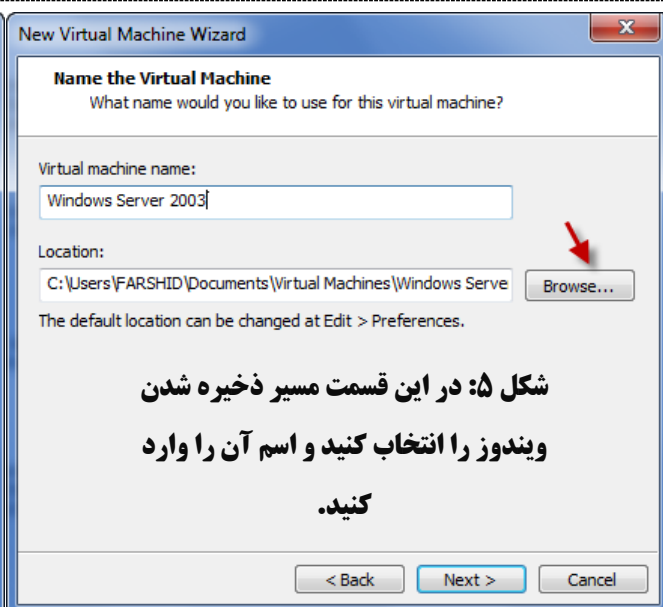 New Virtual Machine Wizard
x
Name the Virtual Machine
What name would you like to use for this virtual machine?
Virtual machine name:
Windows Server 2003
Location:
C:\Users\FARSHID\Documents\Virtual Machines\Windows Serve
Browse...
The default location can be changed at Edit > Preferences.
شکل ۵: در این قسمت مسیر ذخیره شدن
ویندوز را انتخاب کنید و اسم آن را وارد
کنید.
< Back Next > Cancel